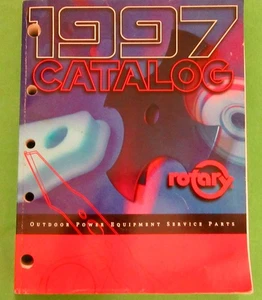 1997
CATALOG
rotary
OUTDOOR POWER EQUIPMENT SERVICE PARTS